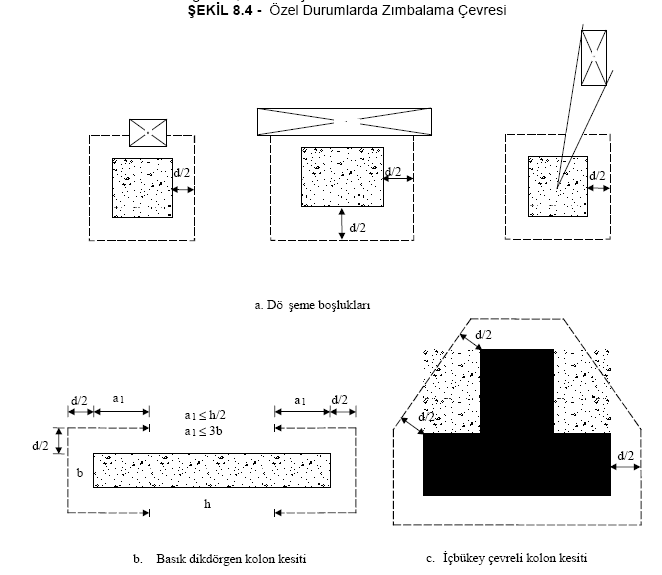 ŞEKİL 8.4 - Özel Durumlarda Zımbalama Çevresi
d/2
d/2
d/2
d/2
a. Dö şeme boşlukları
d/2
a1
a1 ≤ h/2
a1 ≤ 3b
a1
d/2
d/2
b
h
d/2
d/2
d/2
b. Basık dikdörgen kolon kesiti
c. İçbükey çevreli kolon kesiti